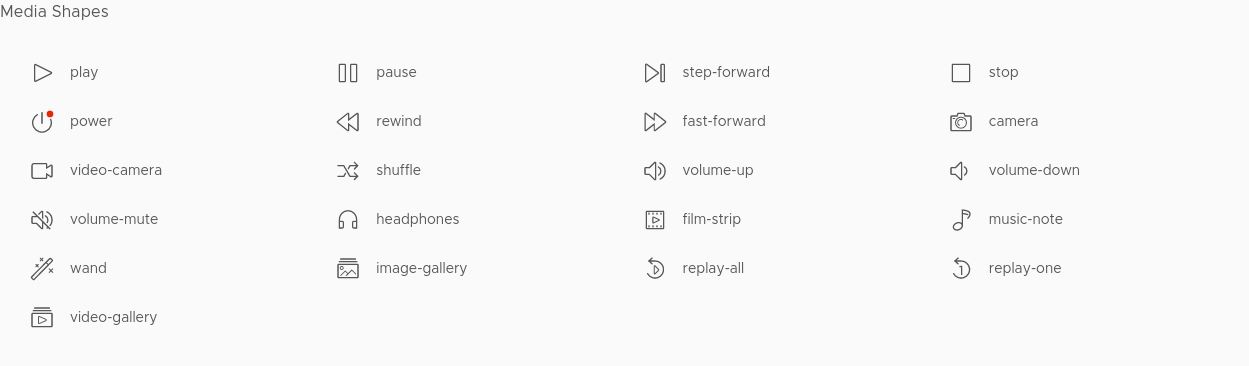 Media Shapes
play pause step-forward stop
power rewind fast-forward camera
video-camera shuffle volume-up volume-down
volume-mute headphones film-strip music-note
wand image-gallery replay-all replay-one
video-gallery